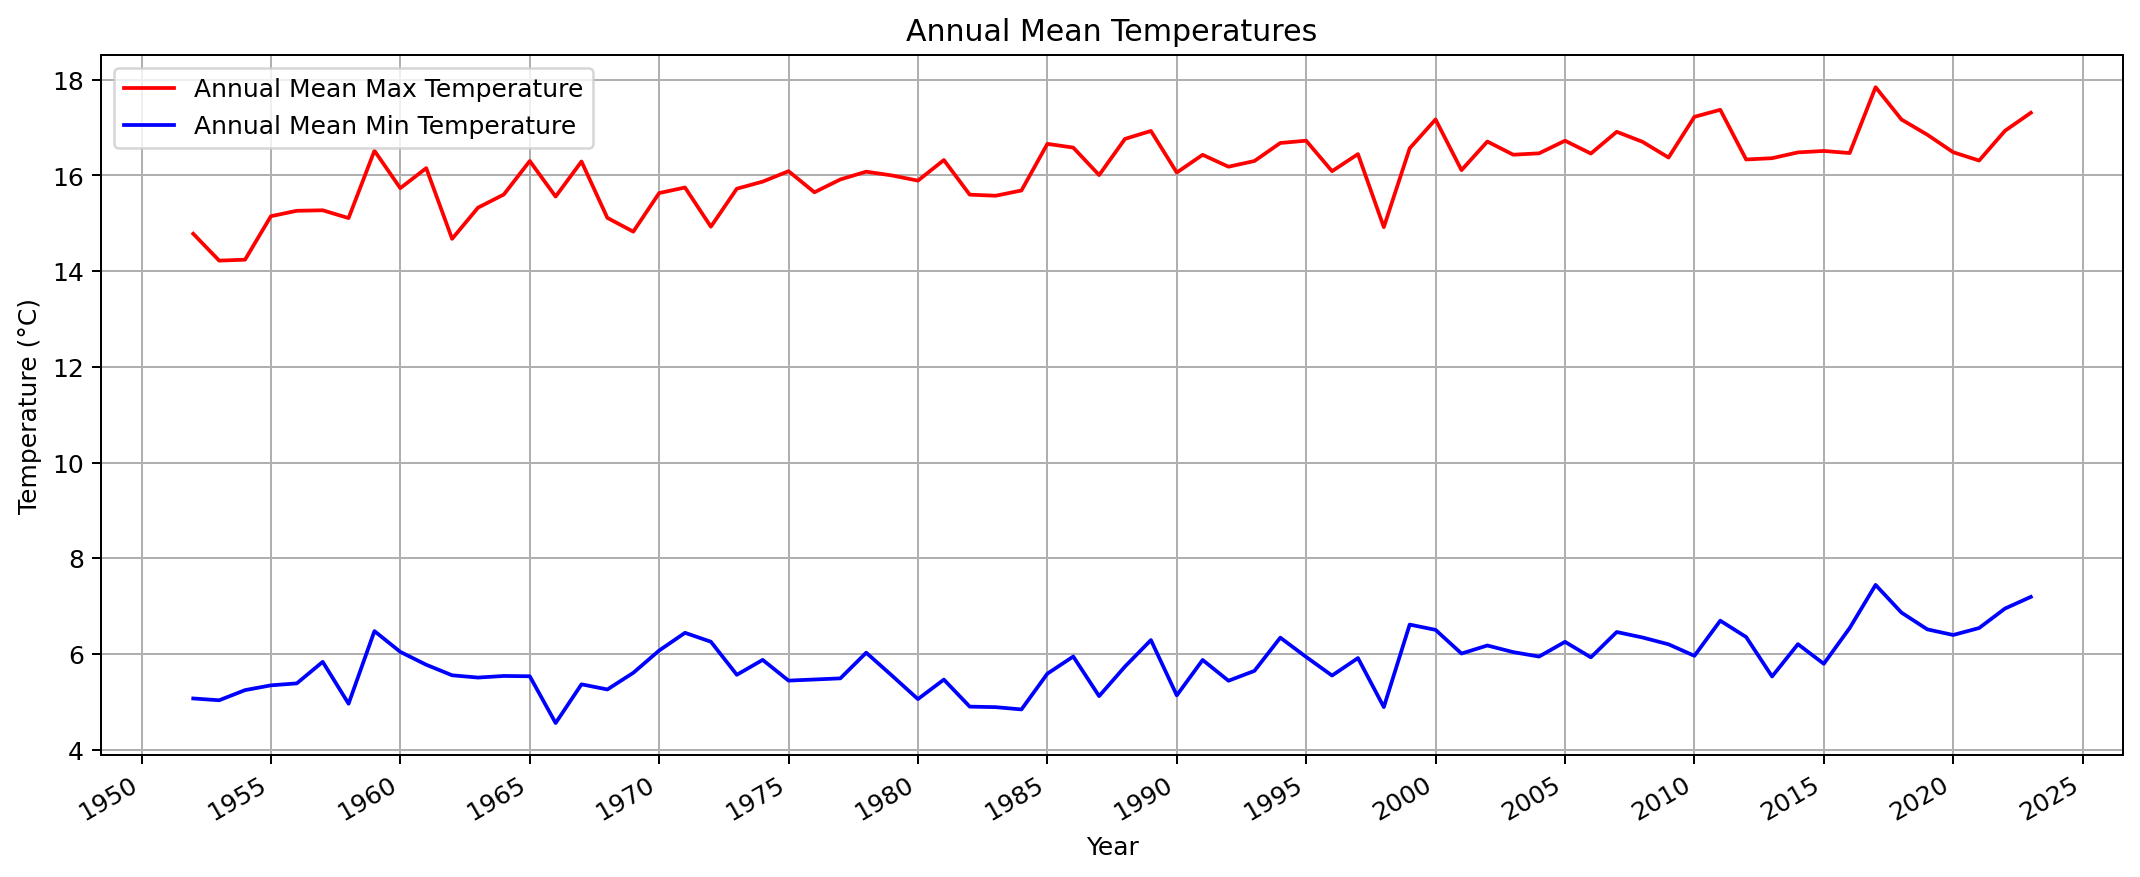 Annual Mean Temperatures
Annual Mean Max Temperature
Annual Mean Min Temperature
18
16
14
12
10
8
6
4
Temperature (°C)
1950 1955 1960 1965 1970 1975 1980 1985 1990 1995 2000 2005 2010 2015 2020 2025
Year